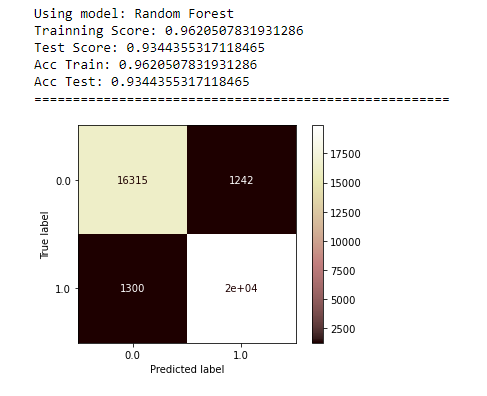 Using model: Random Forest
Trainning Score: 0.9620507831931286
Test Score: 0.9344355317118465
Acc Train: 0.9620507831931286
Acc Test: 0.9344355317118465
======================================================
0.0
16315
1242
1.0
1300
2e+04
0.0
1.0
True label
Predicted label
17500
15000
12500
10000
7500
5000
2500